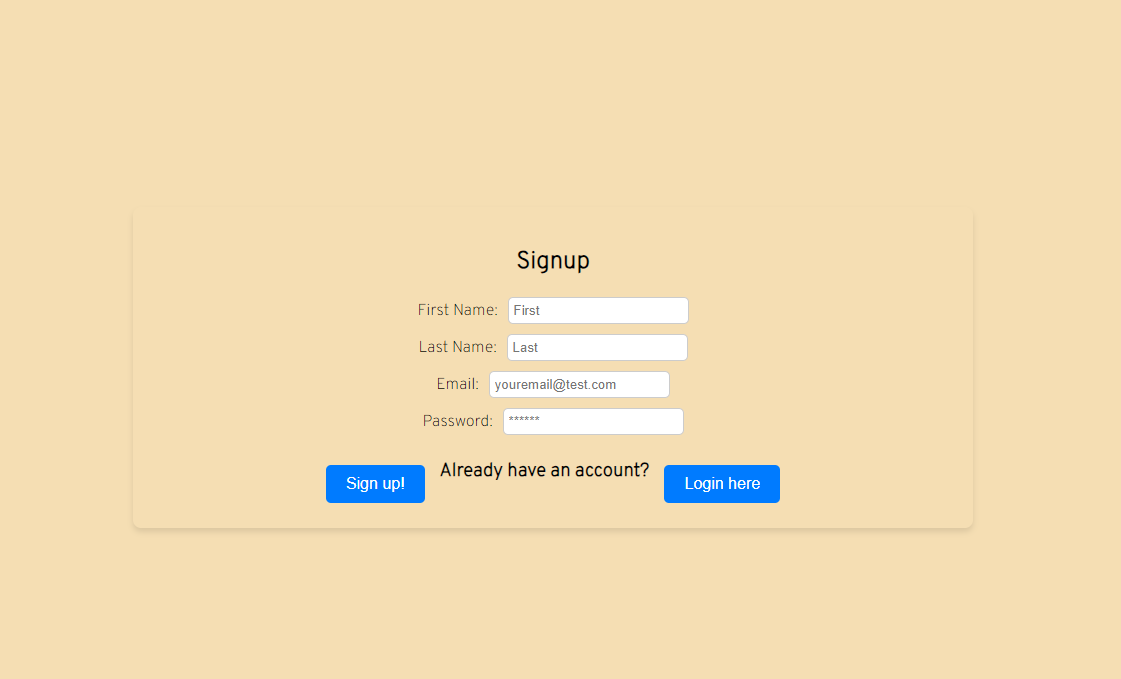 Signup
First Name: First
Last Name: Last
Email: youremail@test.com
Password: ******
Sign up! Already have an account? Login here